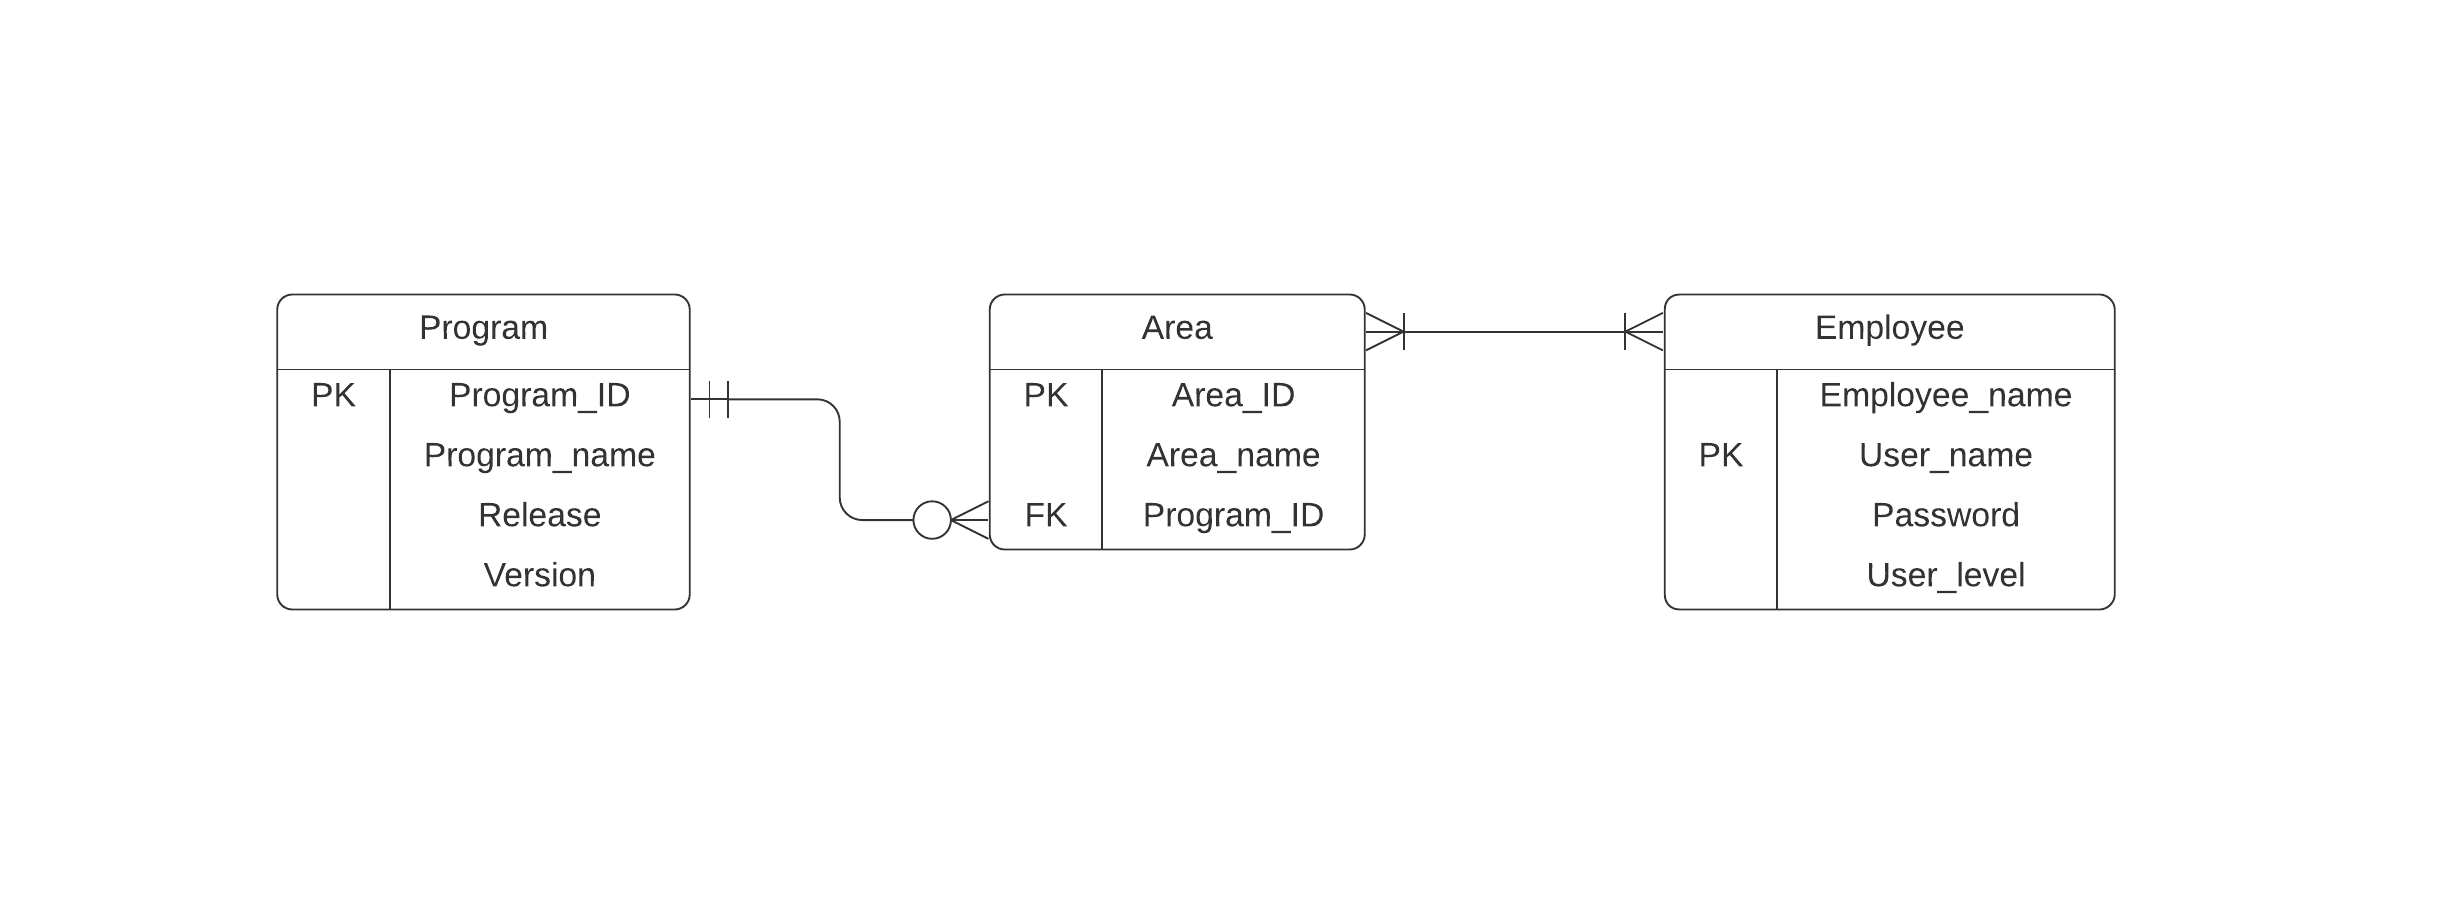 Program
PK Program_ID
Program_name
Release
Version
Area
PK Area_ID
Area_name
FK Program_ID
Employee
Employee_name
PK User_name
Password
User_level